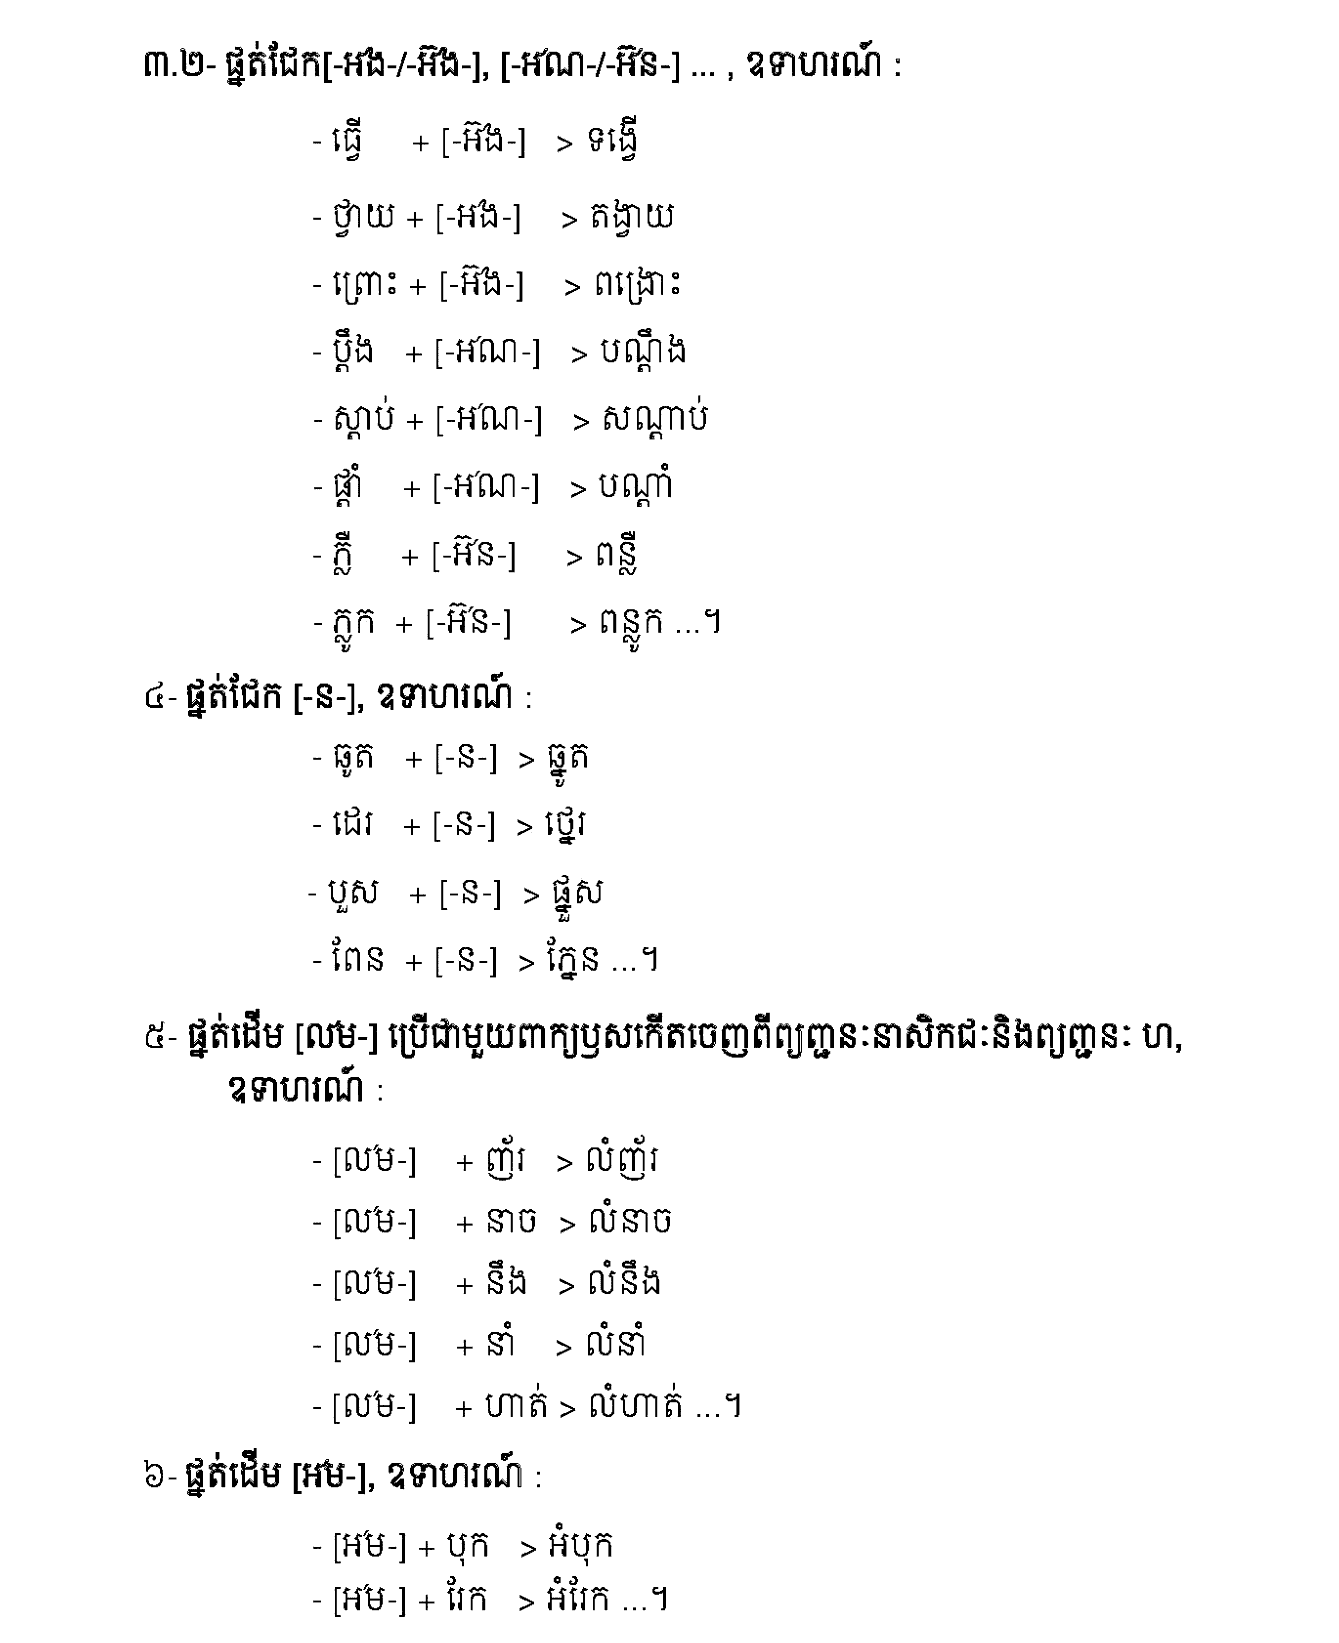 ៣.២- ផ្នត់ជែក[-អ៌ង-/-អ៊៌ង-], [-អ៌ណ-/-អ៊៌ន-] ... , ឧទាហរណ៍ :
- ធ្វើ + [-អ៊៌ង-] > ទង្វើ
- ថ្វាយ + [-អ៌ង-] > តង្វាយ
- ព្រោះ + [-អ៊៌ង-] > ពង្រោះ
- ប្ដឹង + [-អ៌ណ-] > បណ្ដឹង
- ស្ដាប់ + [-អ៌ណ-] > សណ្ដាប់
- ផ្ដាំ + [-អ៌ណ-] > បណ្ដាំ
- ភ្លឺ + [-អ៊៌ន-] > ពន្លឺ
- ភ្លូក + [-អ៊៌ន-] > ពន្លូក ...។
៤- ផ្នត់ជែក [-ន-], ឧទាហរណ៍ :
- ឆូត + [-ន-] > ឆ្នូត
- ដេរ + [-ន-] > ថ្នេរ
- បួស + [-ន-] > ផ្នួស
- ពែន + [-ន-] > ភ្នែន ...។
៥- ផ្នត់ដើម [ល៌ម-] ប្រើជាមួយពាក្យឫសកើតចេញពីព្យញ្ជនៈនាសិកជៈនិងព្យញ្ជនៈ ហ,
ឧទាហរណ៍ :
- [ល៌ម-] + ញ័រ > លំញ័រ
- [ល៌ម-] + នាច > លំនាច
- [ល៌ម-] + នឹង > លំនឹង
- [ល៌ម-] + នាំ > លំនាំ
- [ល៌ម-] + ហាត់ > លំហាត់ ...។
៦- ផ្នត់ដើម [អ៌ម-], ឧទាហរណ៍ :
- [អ៌ម-] + បុក > អំបុក
- [អ៌ម-] + រែក > អំរែក ...។